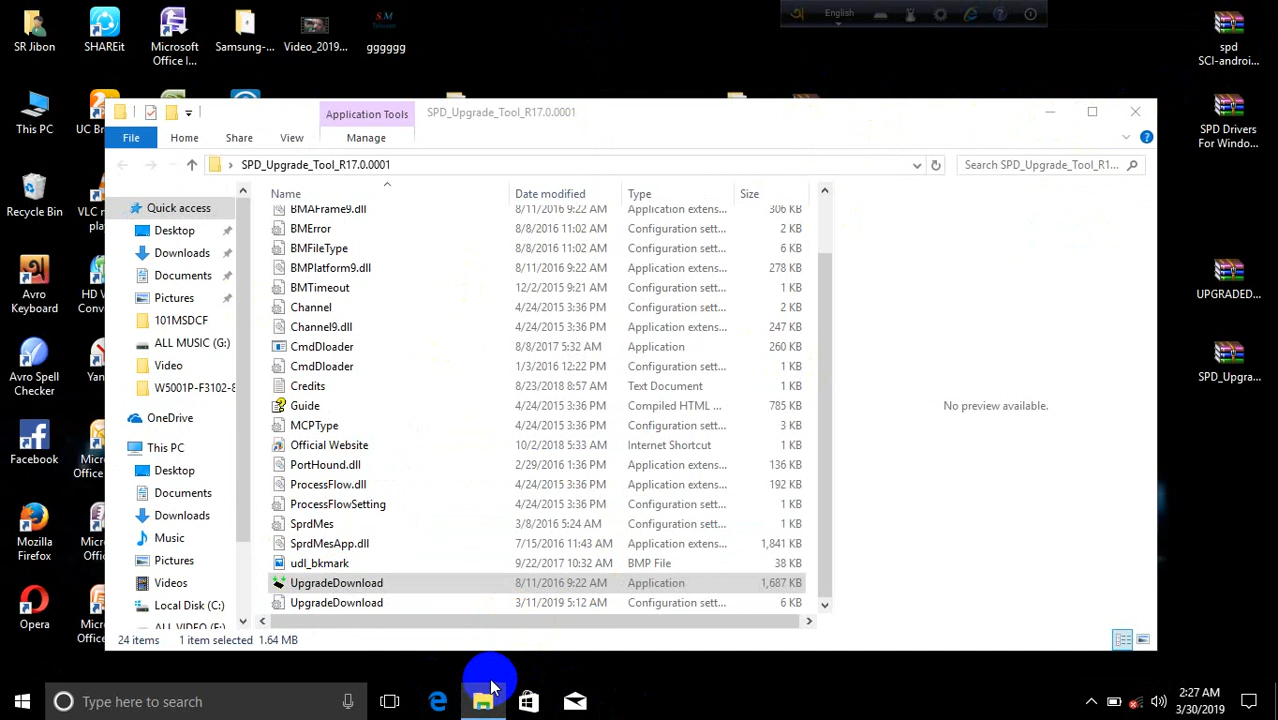 SR Jibon
SHAREit
Microsoft
Office I...
Samsung-...
Video_2019...
gggggg
English
spd
SCI-androi...
This PC
UC Br
Application Tools
SPD_Upgrade_Tool_R17.0.0001
File
Home
Share
View
Manage
SPD_Upgrade_Tool_R17.0.0001
Search SPD_Upgrade_Tool_R1...
SPD Drivers
For Windo...
Recycle Bin
VLC
pla
Quick access
Desktop
Downloads
Documents
Pictures
101MSDCF
ALL MUSIC (G:)
Video
W5001P-F3102-8
OneDrive
This PC
Desktop
Documents
Downloads
Music
Pictures
Videos
Local Disk (C:)
Name
Date modified
Type
Size
BMAFrame9.dll 8/11/2016 9:22 AM Application extens... 306 KB
BMError 8/8/2016 11:02 AM Configuration sett... 2 KB
BMFileType 8/8/2016 11:02 AM Configuration sett... 6 KB
BMPlatform9.dll 8/11/2016 9:22 AM Application extens... 278 KB
BMTimeout 12/2/2015 9:21 AM Configuration sett... 1 KB
Channel 4/24/2015 3:36 PM Configuration sett... 2 KB
Channel9.dll 4/24/2015 3:36 PM Application extens... 247 KB
CmdDloader 8/8/2017 5:32 AM Application 260 KB
CmdDloader 1/3/2016 12:22 PM Configuration sett... 1 KB
Credits 8/23/2018 8:57 AM Text Document 1 KB
Guide 4/24/2015 3:36 PM Compiled HTML ... 785 KB
MCPType 4/24/2015 3:36 PM Configuration sett... 3 KB
Official Website 10/2/2018 5:33 AM Internet Shortcut 1 KB
PortHound.dll 2/29/2016 1:36 PM Application extens... 136 KB
ProcessFlow.dll 4/24/2015 3:36 PM Application extens... 192 KB
ProcessFlowSetting 4/24/2015 3:36 PM Configuration sett... 1 KB
SprdMes 3/8/2016 5:24 AM Configuration sett... 1 KB
SprdMesApp.dll 7/15/2016 11:43 AM Application extens... 1,841 KB
udl_bkmark 8/22/2017 10:32 AM BMP File 38 KB
UpgradeDownload 8/11/2016 9:22 AM Application 1,687 KB
UpgradeDownload 3/11/2019 5:12 AM Configuration sett... 6 KB
No preview available.
24 items
1 item selected 1.64 MB
Avro
Keyboard
HD V
Conv
UPGRADED...
Avro Spell
Checker
Yan
SPD_Upgra...
Facebook
Micr
Office
Mozilla
Firefox
Micr
Offi
Opera
Micr
Offic
Type here to search
2:27 AM
3/30/2019